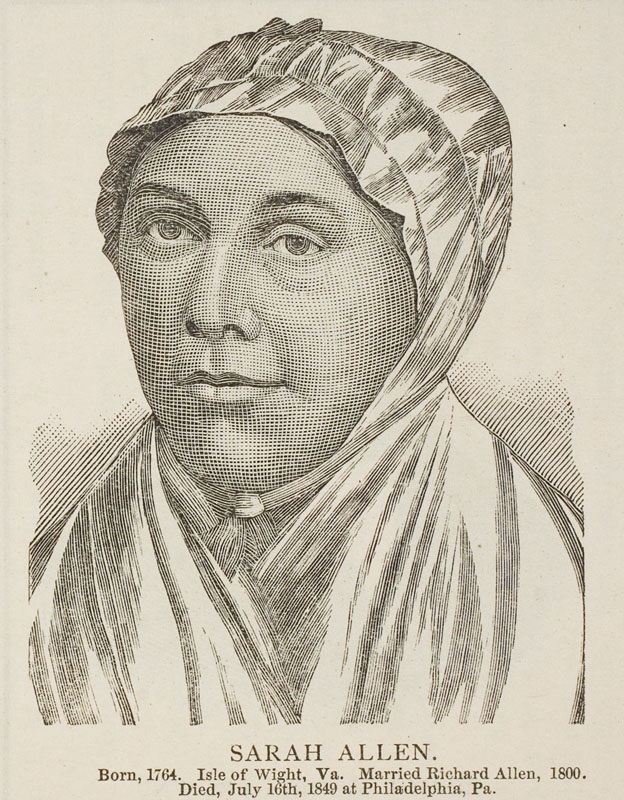 SARAH ALLEN.
Born, 1764. Isle of Wight, Va. Married Richard Allen, 1800.
Died, July 16th, 1849 at Philadelphia, Pa.